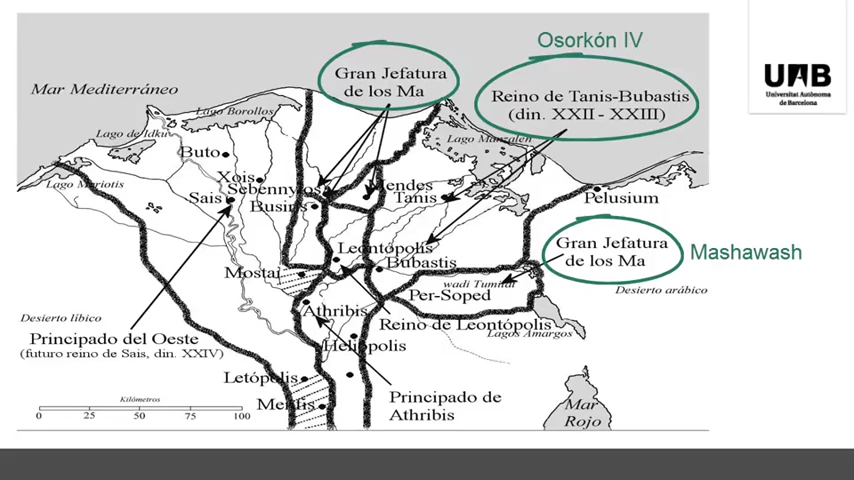 Osorkón IV
UAB
Universitat Autònoma
de Barcelona
Gran Jefatura
de los Ma
Mar Mediterráneo
Reino de Tanis-Bubastis
(din. XXII - XXIII)
Lago Borollos
Lago de Idku
Lago Manzaleh
Buto
Xois
Lago Mariotis
Sebennytos
Mendes
Sais
Busiris
Tanis
Pelusium
Gran Jefatura
de los Ma
Mashawash
Leontópolis
Bubastis
Mostai
wadi Tumilat
Per-Soped
Desierto arábico
Athribis
Desierto líbico
Reino de Leontópolis
Principado del Oeste
(futuro reino de Sais, din. XXIV)
Lagos Amargos
Heliópolis
Letópolis
Principado de
Athribis
Kilómetros
0 25 50 75 100
Menfis
Mar
Rojo